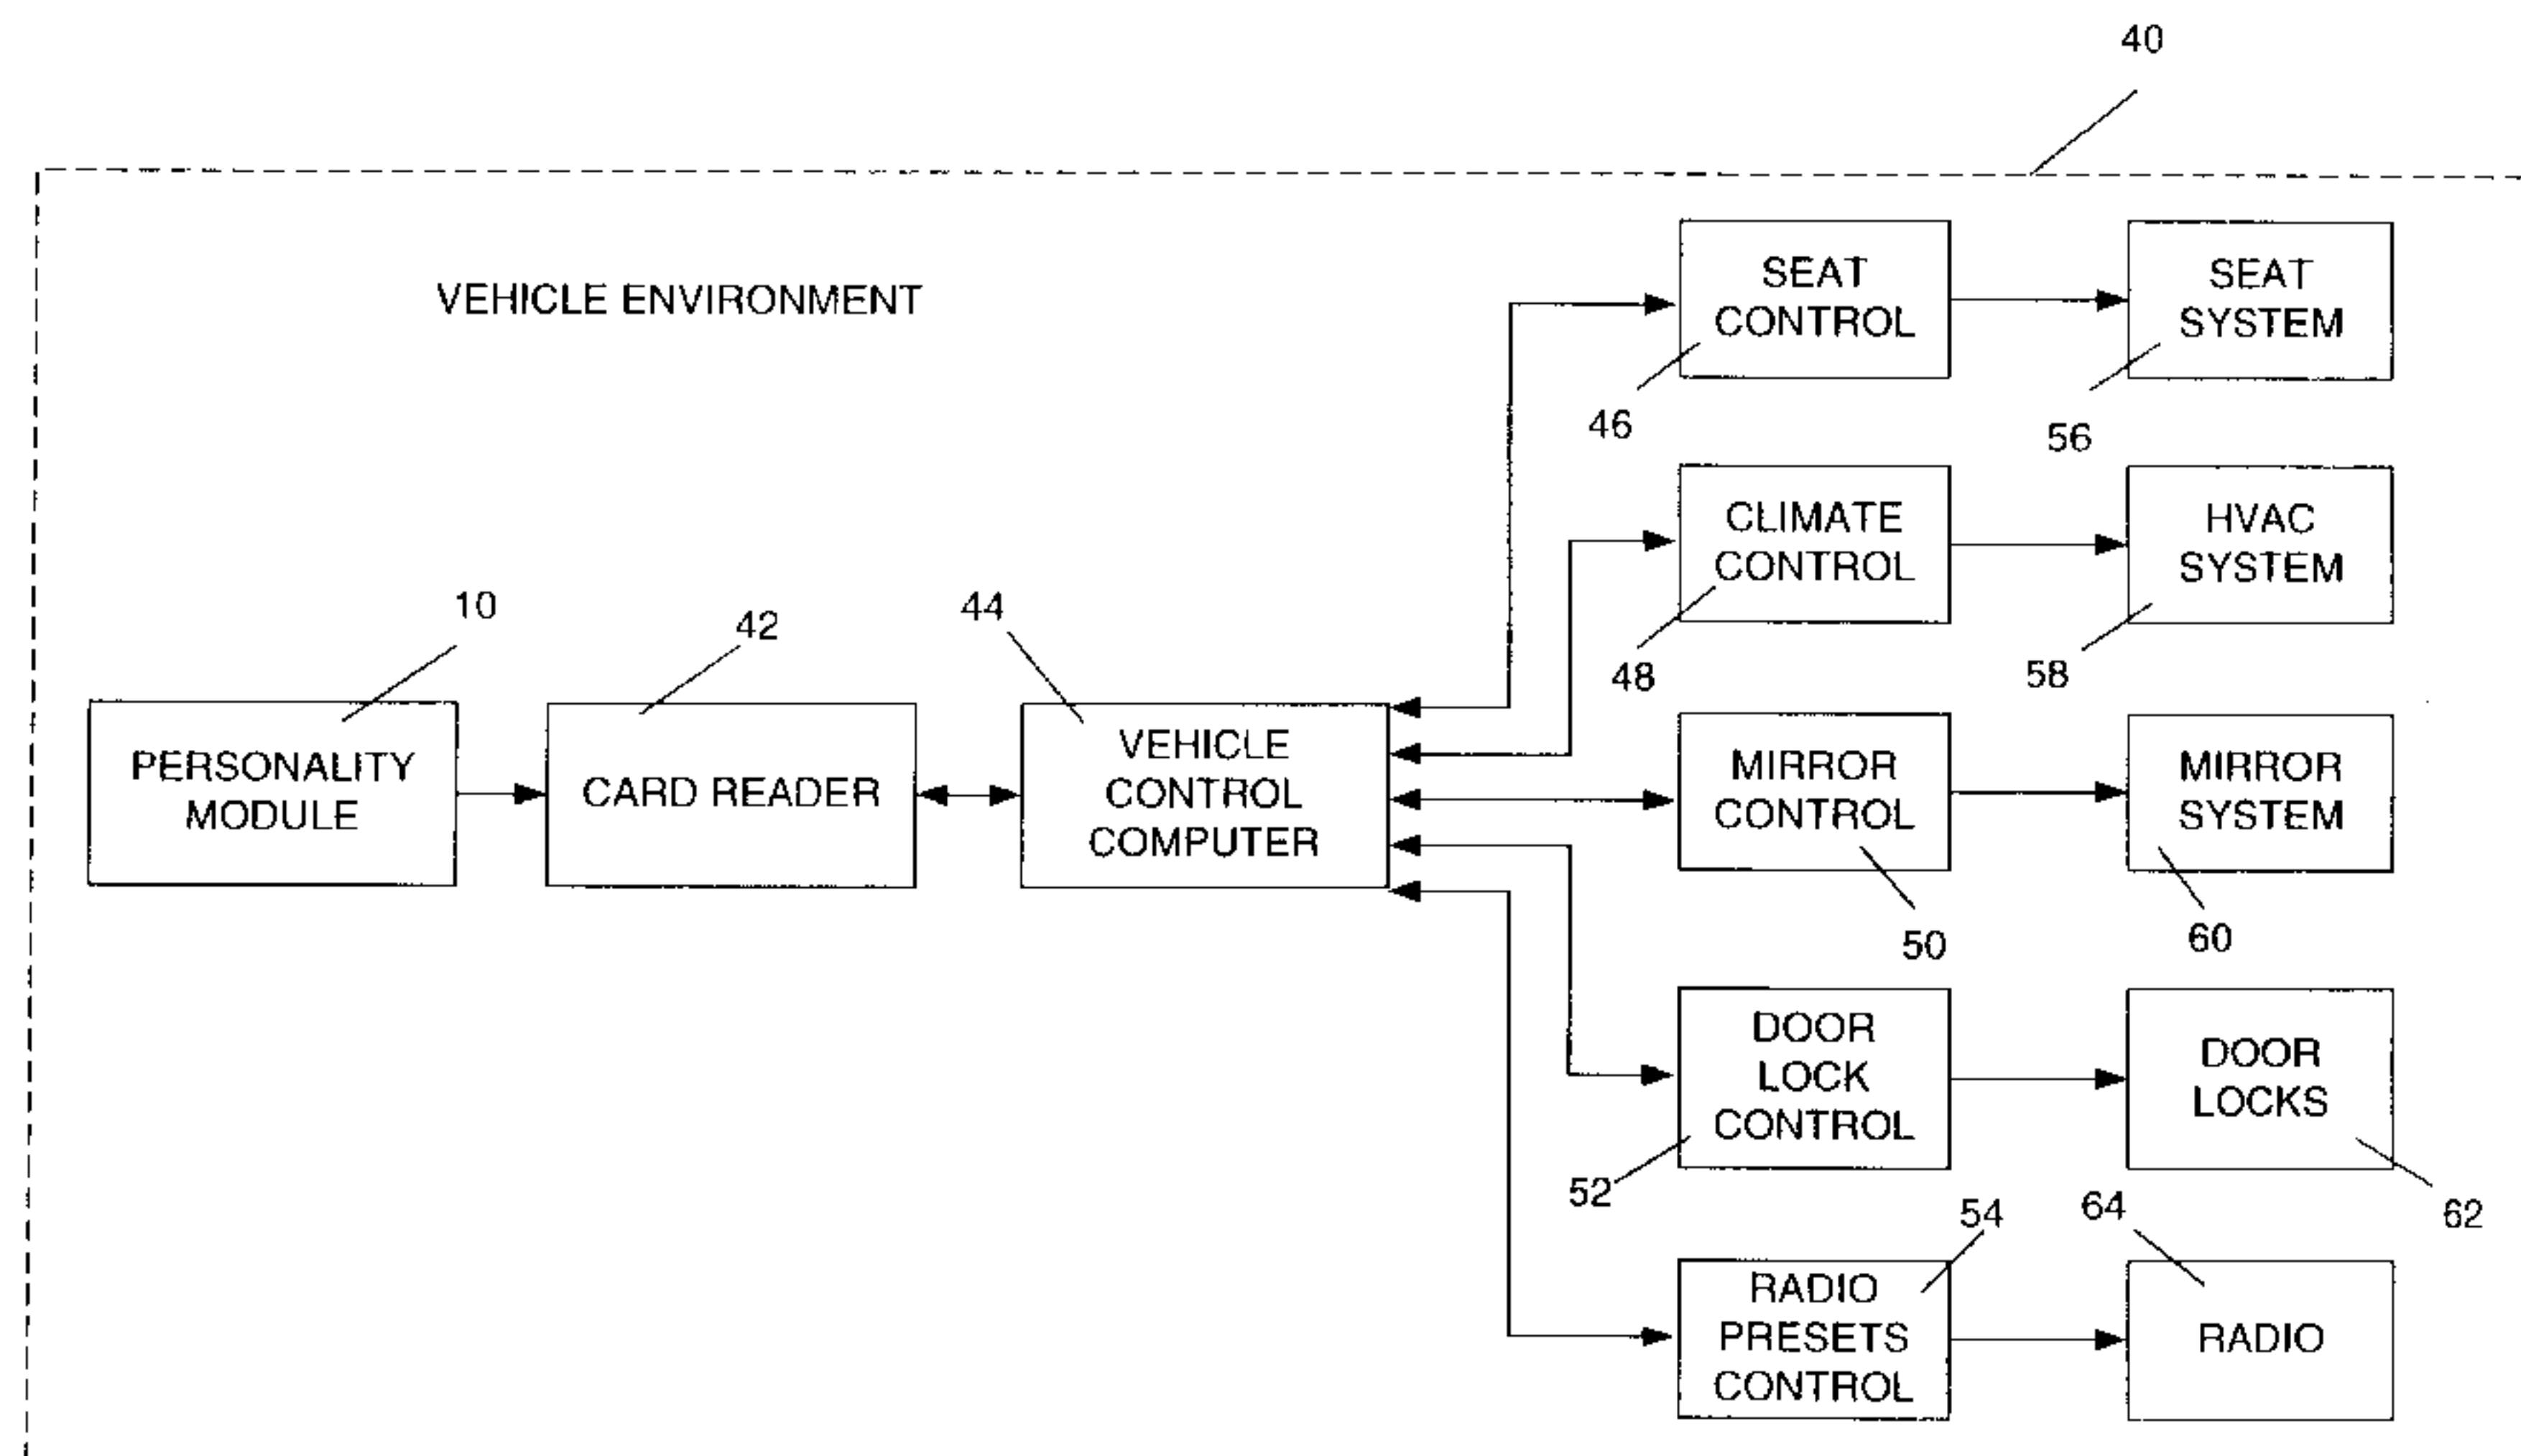 40
VEHICLE ENVIRONMENT
SEAT
CONTROL
46
SEAT
SYSTEM
56
CLIMATE
CONTROL
48
HVAC
SYSTEM
58
10
PERSONALITY
MODULE
42
CARD READER
44
VEHICLE
CONTROL
COMPUTER
MIRROR
CONTROL
50
MIRROR
SYSTEM
60
DOOR
LOCK
CONTROL
52
DOOR
LOCKS
62
54
RADIO
PRESETS
CONTROL
64
RADIO